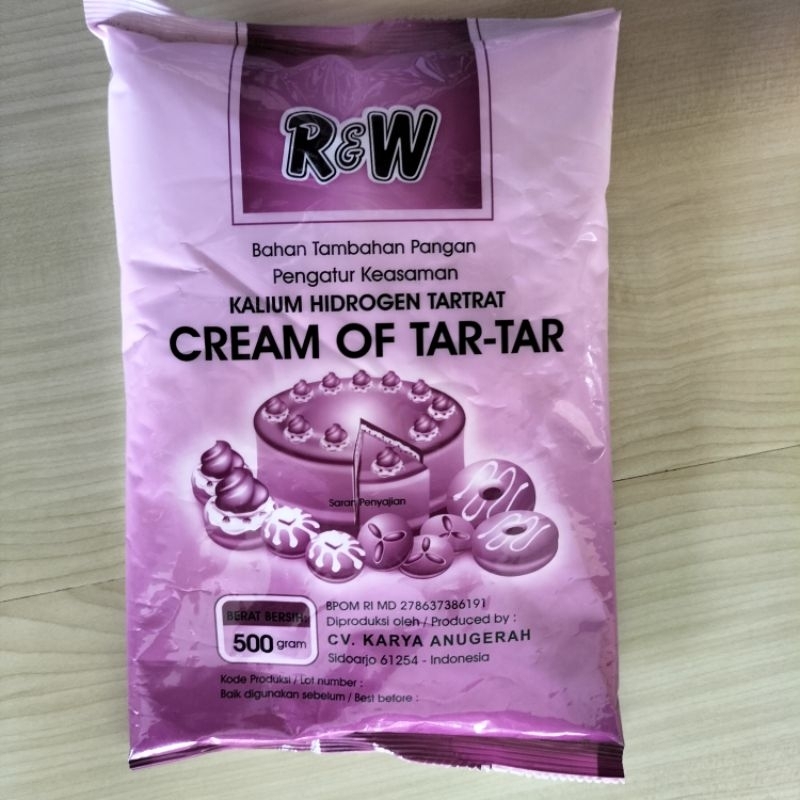 R&W
Bahan Tambahan Pangan
Pengatur Keasaman
KALIUM HIDROGEN TARTRAT
CREAM OF TAR-TAR
Saran Penyajian
BERAT BERSIH:
500 gram
BPOM RI MD 278637386191
Diproduksi oleh / Produced by :
CV. KARYA ANUGERAH
Sidoarjo 61254 - Indonesia
Kode Produksi / Lot number :
Baik digunakan sebelum / Best before :